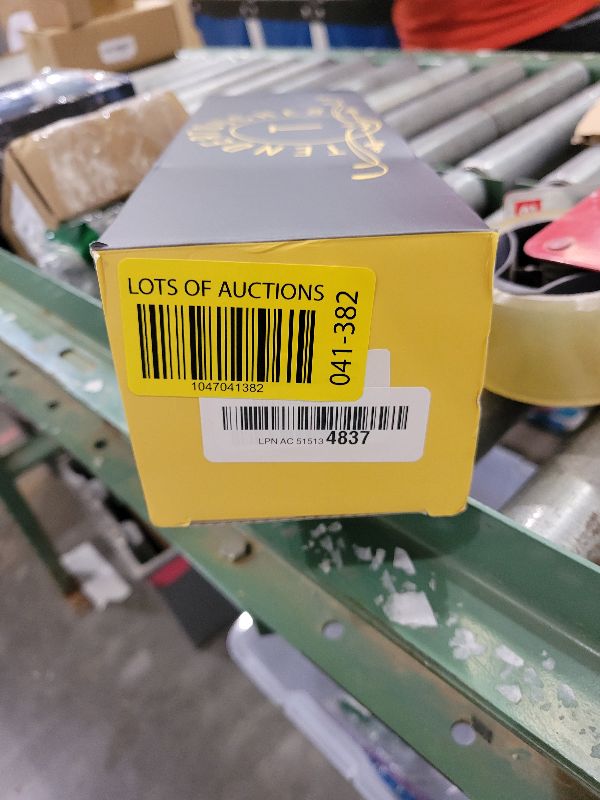 LOTS OF AUCTIONS
1047041382
041-382
LPN AC 51513 4837